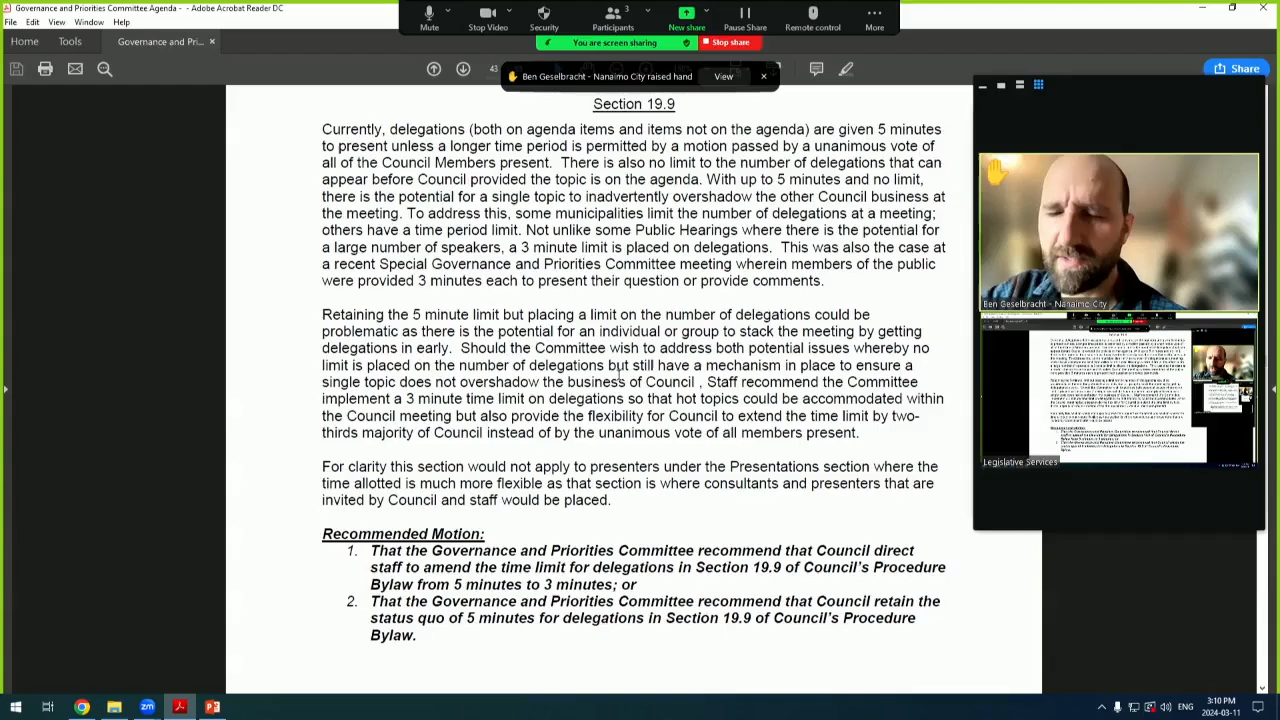 Governance and Priorities Committee Agenda - - Adobe Acrobat Reader DC
File Edit View Window Help
Mute Stop Video Security Participants 3 New share Pause Share Remote control More
You are screen sharing Stop share
Home Tools Governance and Pri... ×
43
Ben Geselbracht - Nanaimo City raised hand View
Share
Section 19.9
Currently, delegations (both on agenda items and items not on the agenda) are given 5 minutes
to present unless a longer time period is permitted by a motion passed by a unanimous vote of
all of the Council Members present. There is also no limit to the number of delegations that can
appear before Council provided the topic is on the agenda. With up to 5 minutes and no limit,
there is the potential for a single topic to inadvertently overshadow the other Council business at
the meeting. To address this, some municipalities limit the number of delegations at a meeting;
others have a time period limit. Not unlike some Public Hearings where there is the potential for
a large number of speakers, a 3 minute limit is placed on delegations. This was also the case at
a recent Special Governance and Priorities Committee meeting wherein members of the public
were provided 3 minutes each to present their question or provide comments.
Retaining the 5 minute limit but placing a limit on the number of delegations could be
problematic as there is the potential for an individual or group to stack the meeting by getting
delegations in early. Should the Committee wish to address both potential issues whereby no
limit is placed on the number of delegations but still have a mechanism in place to ensure a
single topic does not overshadow the business of Council , Staff recommend the Committee
implement a 3 minute time limit on delegations so that hot topics could be accommodated within
the Council meeting but also provide the flexibility for Council to extend the time limit by two-
thirds majority of Council instead of by the unanimous vote of all members present.
For clarity this section would not apply to presenters under the Presentations section where the
time allotted is much more flexible as that section is where consultants and presenters that are
invited by Council and staff would be placed.
Recommended Motion:
1. That the Governance and Priorities Committee recommend that Council direct
staff to amend the time limit for delegations in Section 19.9 of Council's Procedure
Bylaw from 5 minutes to 3 minutes; or
2. That the Governance and Priorities Committee recommend that Council retain the
status quo of 5 minutes for delegations in Section 19.9 of Council's Procedure
Bylaw.
Ben Geselbracht - Nanaimo City
Legislative Services
ENG
3:10 PM
2024-03-11